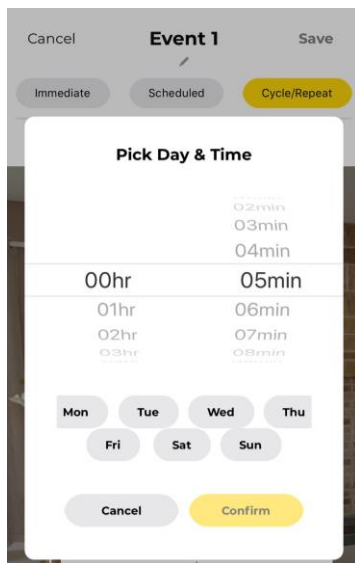 Cancel Event 1 Save
Immediate Scheduled Cycle/Repeat
Pick Day & Time
02min
03min
04min
00hr 05min
01hr 06min
02hr 07min
03hr 08min
Mon Tue Wed Thu
Fri Sat Sun
Cancel Confirm